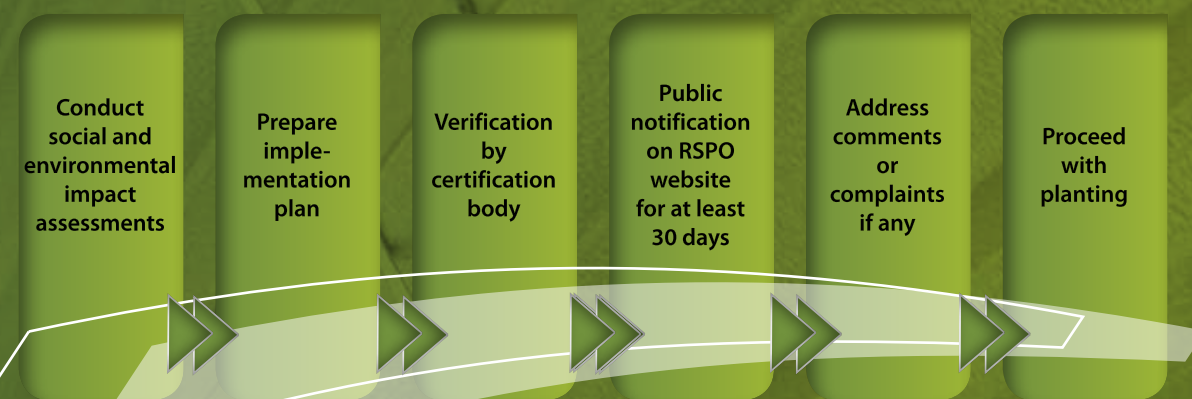 Conduct
social and
environmental
impact
assessments
Prepare
imple-
mentation
plan
Verification
by
certification
body
Public
notification
on RSPO
website
for at least
30 days
Address
comments
or
complaints
if any
Proceed
with
planting